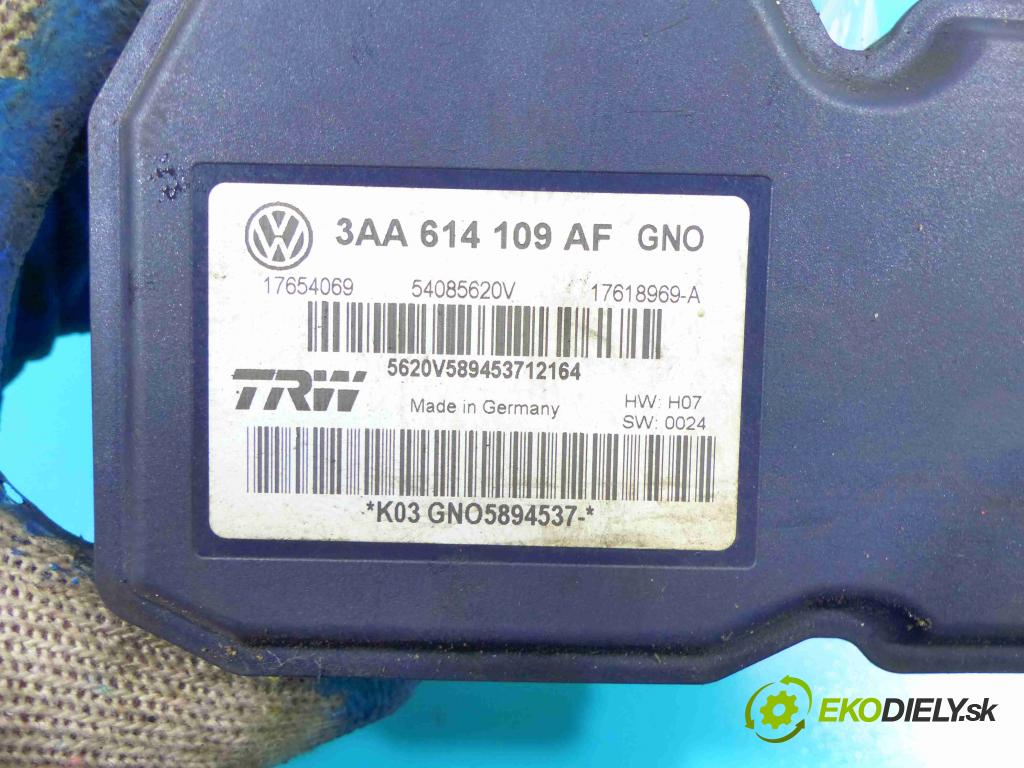 3AA 614 109 AF GNO
17654069 54085620V 17618969-A
5620V589453712164
TRW Made in Germany HW: H07
SW: 0024
*K03 GNO5894537-*
EKODIELY.sk